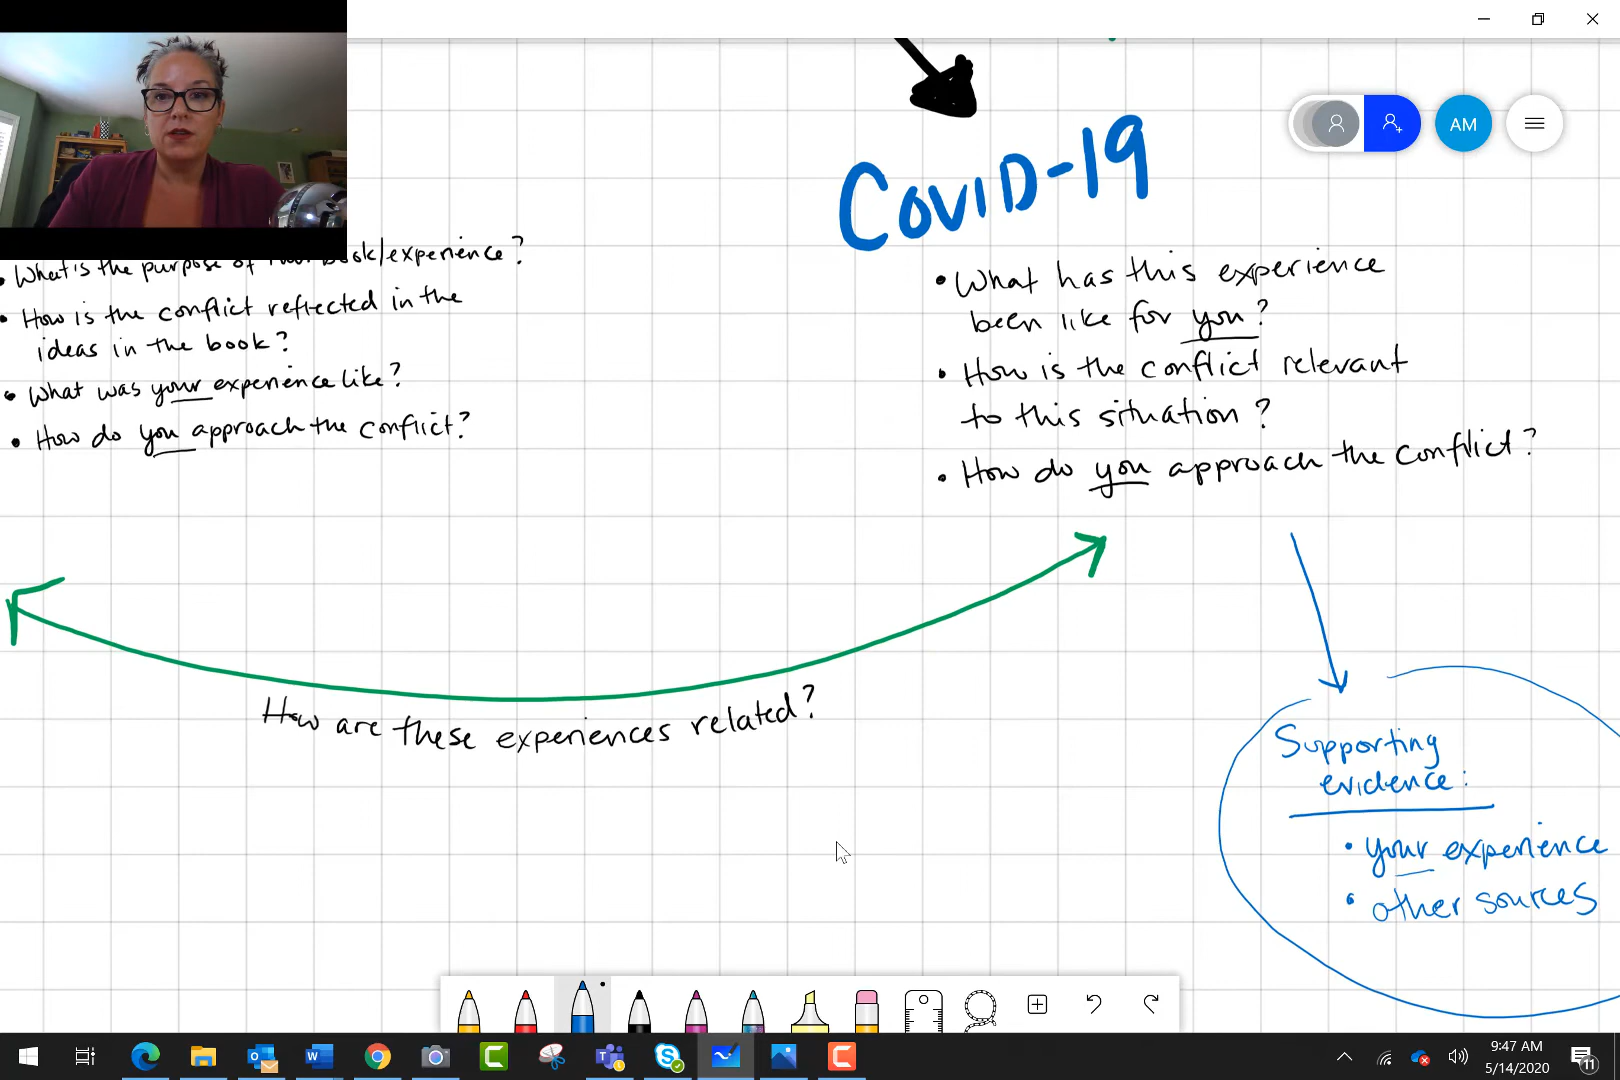 COVID-19
AM
• What's the purpose of book/experience?
• How is the conflict reflected in the
ideas in the book?
• What was your experience like?
• How do you approach the conflict?
• What has this experience
been like for you?
• How is the conflict relevant
to this situation?
• How do you approach the conflict?
How are these experiences related?
Supporting
evidence:
• your experience
• other sources
9:47 AM
5/14/2020
11